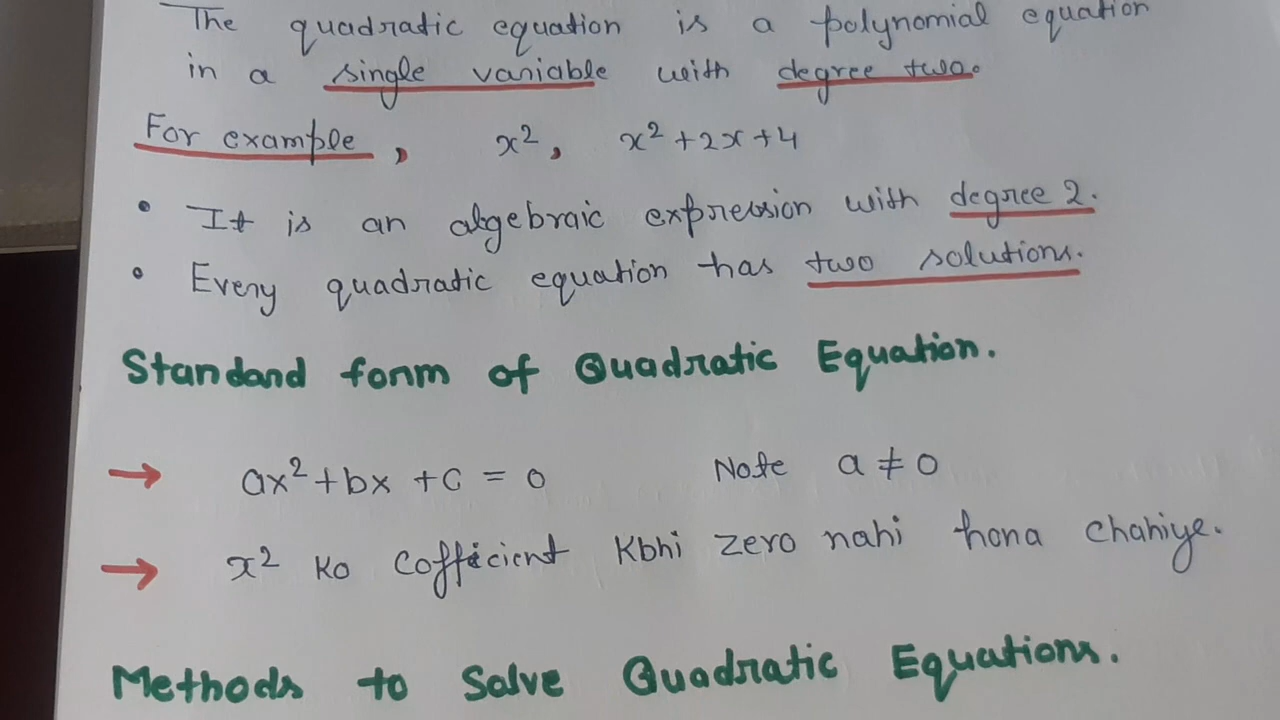 The quadratic equation is a polynomial equation
in a single variable with degree two.
For example, x², x²+2x+4
• It is an algebraic expression with degree 2.
• Every quadratic equation has two solutions.
Standard form of Quadratic Equation.
→ ax²+bx+c=0 Note a≠0
→ x² ko Cofficient Kbhi zero nahi hona chahiye.
Methods to Solve Quadratic Equations.